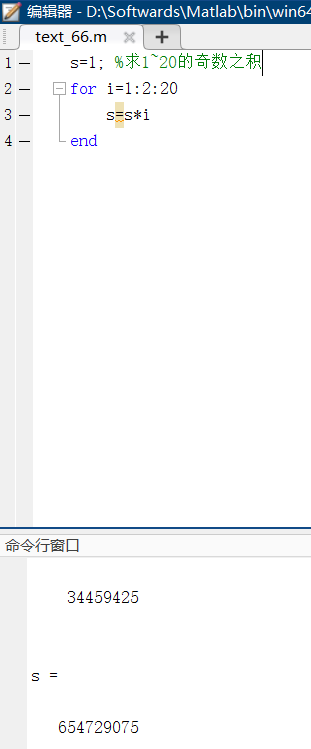 编辑器 - D:\Softwards\Matlab\bin\win64
text_66.m
1 s=1; %求1~20的奇数之积
2 for i=1:2:20
3 s=s*i
4 end
命令行窗口
34459425
s =
654729075